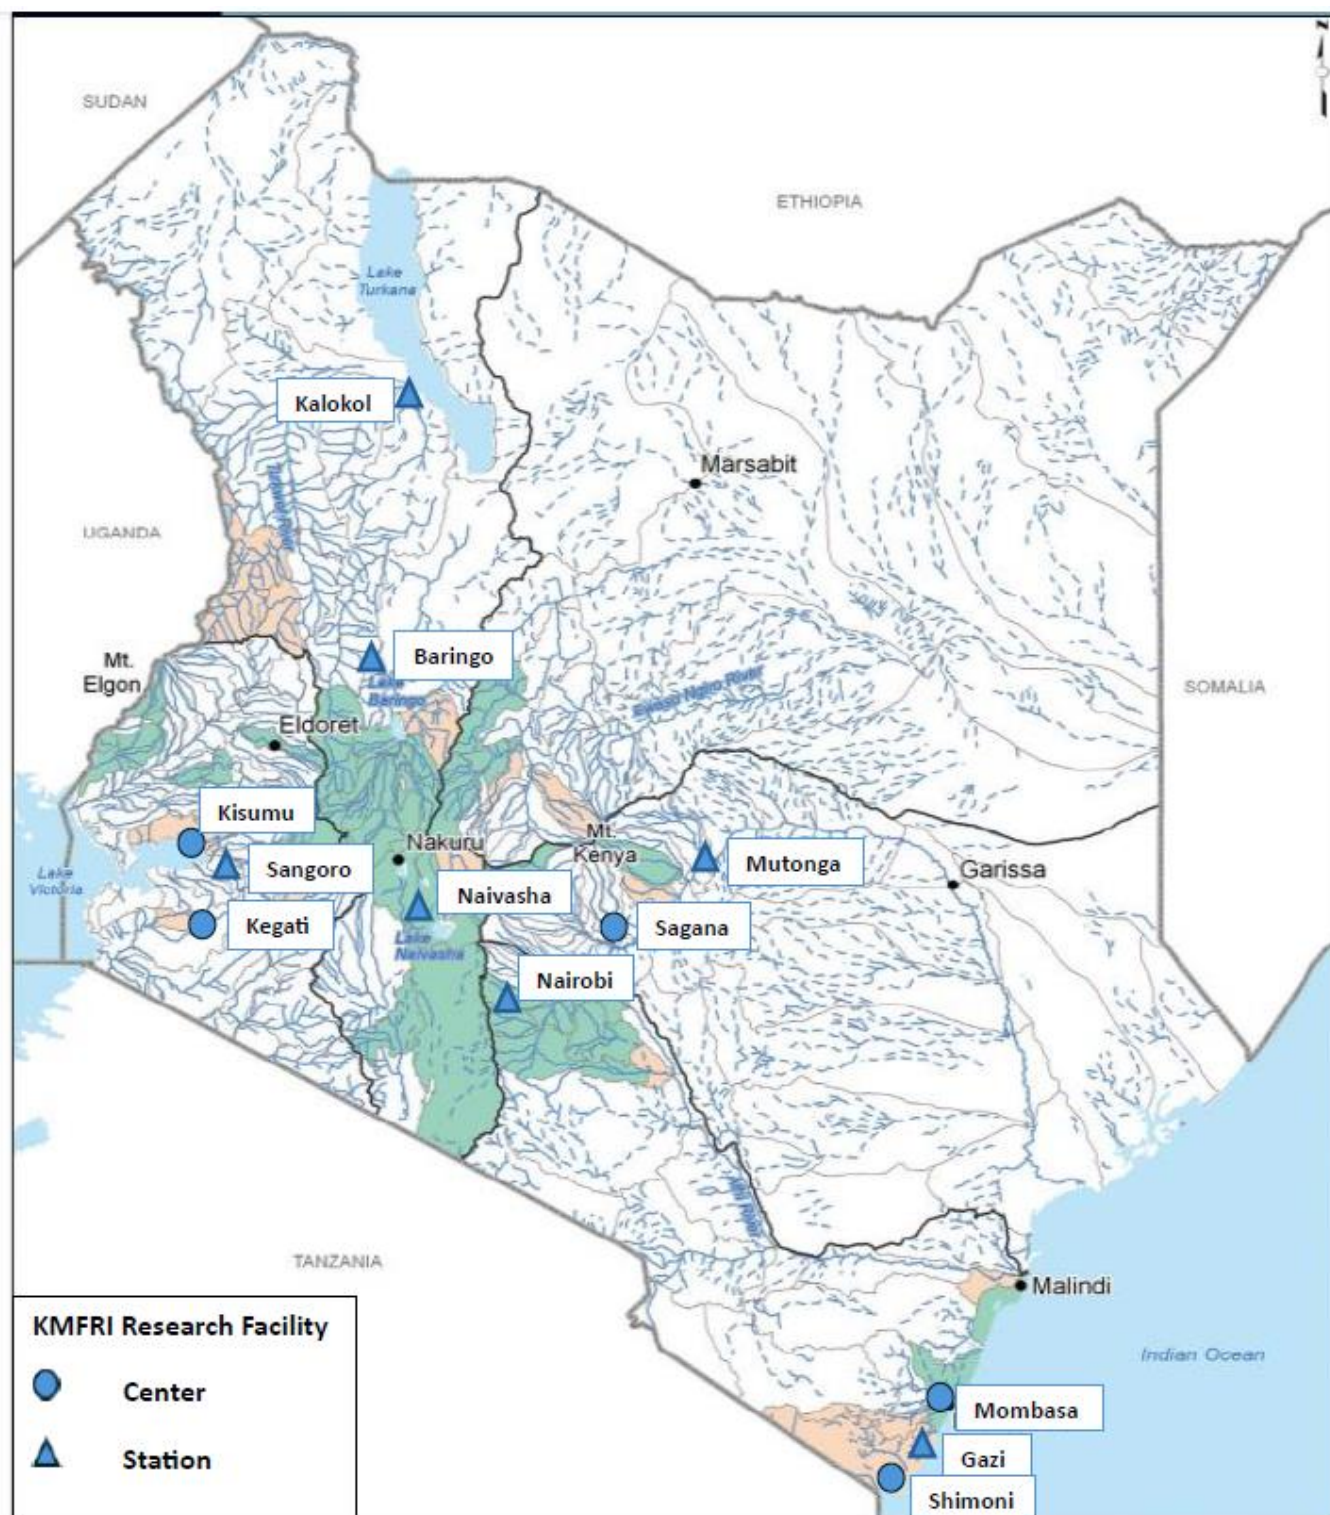 SUDAN
ETHIOPIA
Lake
Turkana
Kalokol
Marsabit
UGANDA
Baringo
Mt.
Elgon
Lake
Baringo
Ewaso Ngiro River
SOMALIA
Eldoret
Kisumu
Nakuru
Mt.
Kenya
Mutonga
Garissa
Sangoro
Lake
Victoria
Naivasha
Kegati
Sagana
Lake
Naivasha
Nairobi
TANZANIA
Malindi
Indian Ocean
Mombasa
Gazi
Shimoni
KMFRI Research Facility
Center
Station